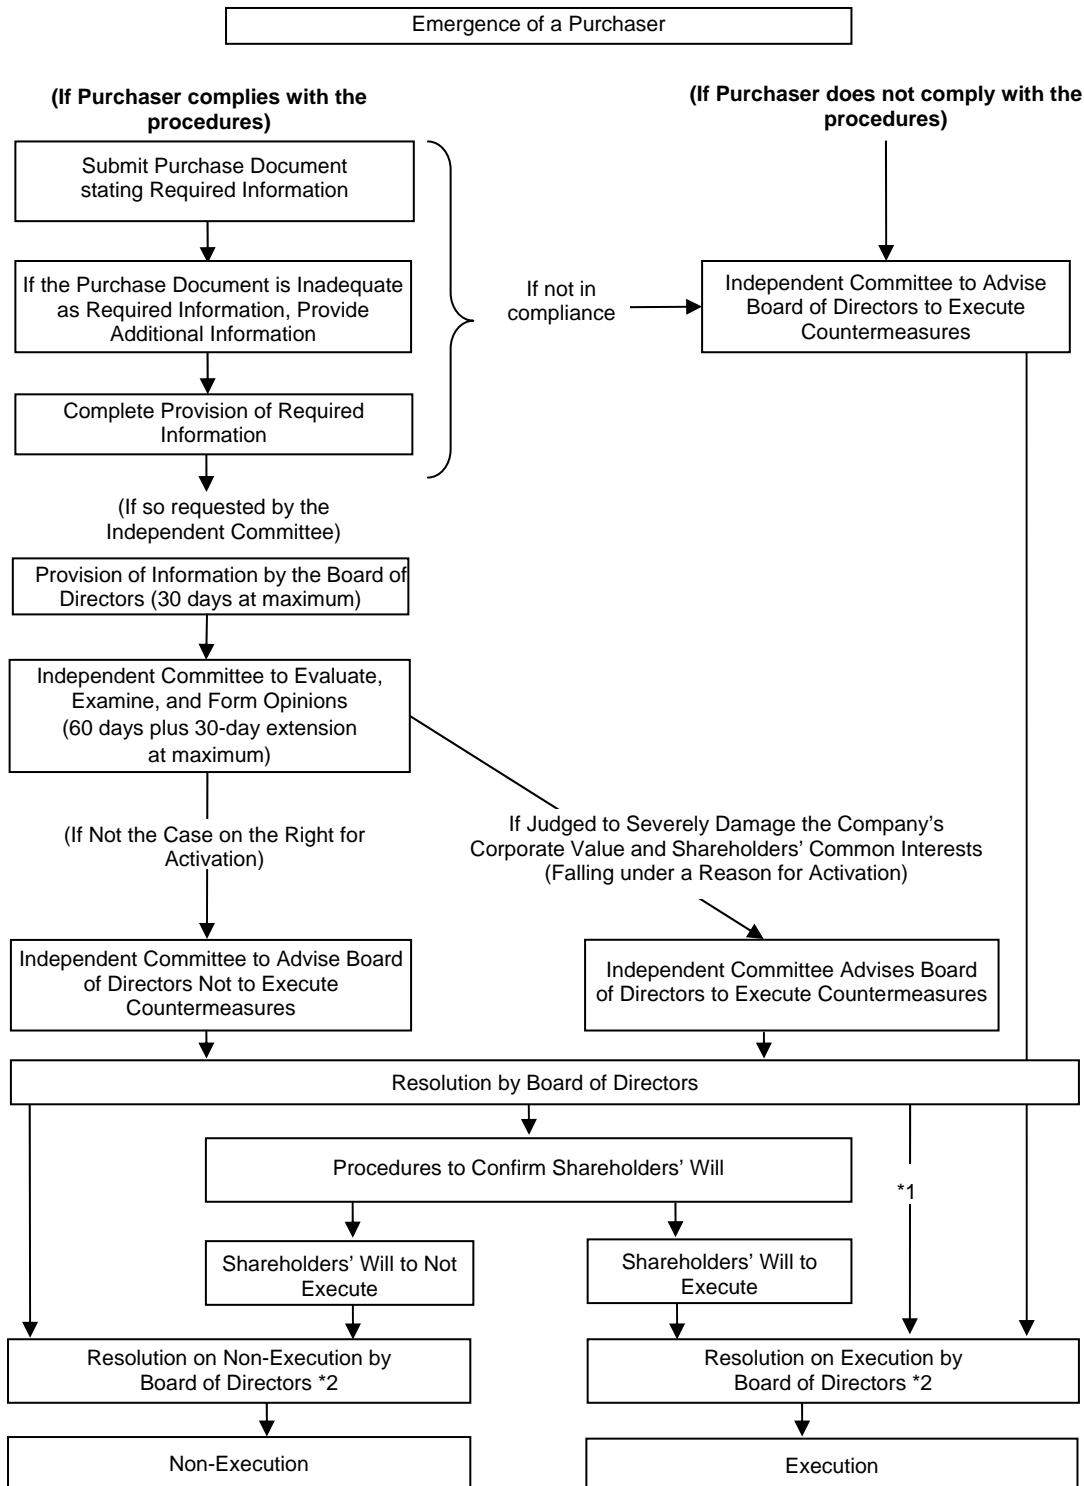 Emergence of a Purchaser
(If Purchaser complies with the
procedures)
(If Purchaser does not comply with the
procedures)
Submit Purchase Document
stating Required Information
If the Purchase Document is Inadequate
as Required Information, Provide
Additional Information
If not in
compliance
Independent Committee to Advise
Board of Directors to Execute
Countermeasures
Complete Provision of Required
Information
(If so requested by the
Independent Committee)
Provision of Information by the Board of
Directors (30 days at maximum)
Independent Committee to Evaluate,
Examine, and Form Opinions
(60 days plus 30-day extension
at maximum)
(If Not the Case on the Right for
Activation)
If Judged to Severely Damage the Company’s
Corporate Value and Shareholders’ Common Interests
(Falling under a Reason for Activation)
Independent Committee to Advise Board
of Directors Not to Execute
Countermeasures
Independent Committee Advises Board
of Directors to Execute Countermeasures
Resolution by Board of Directors
Procedures to Confirm Shareholders’ Will
*1
Shareholders’ Will to Not
Execute
Shareholders’ Will to
Execute
Resolution on Non-Execution by
Board of Directors *2
Resolution on Execution by
Board of Directors *2
Non-Execution
Execution